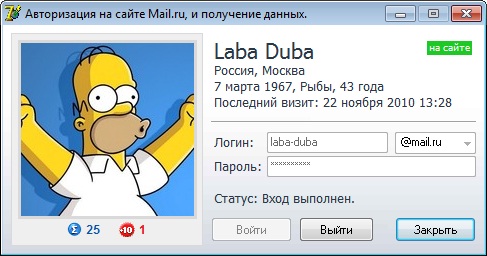 Авторизация на сайте Mail.ru, и получение данных.
Laba Duba
на сайте
Россия, Москва
7 марта 1967, Рыбы, 43 года
Последний визит: 22 ноября 2010 13:28
Логин: laba-duba @mail.ru
Пароль: ××××××××××
Статус: Вход выполнен.
Σ 25 +10 1
Войти Выйти Закрыть